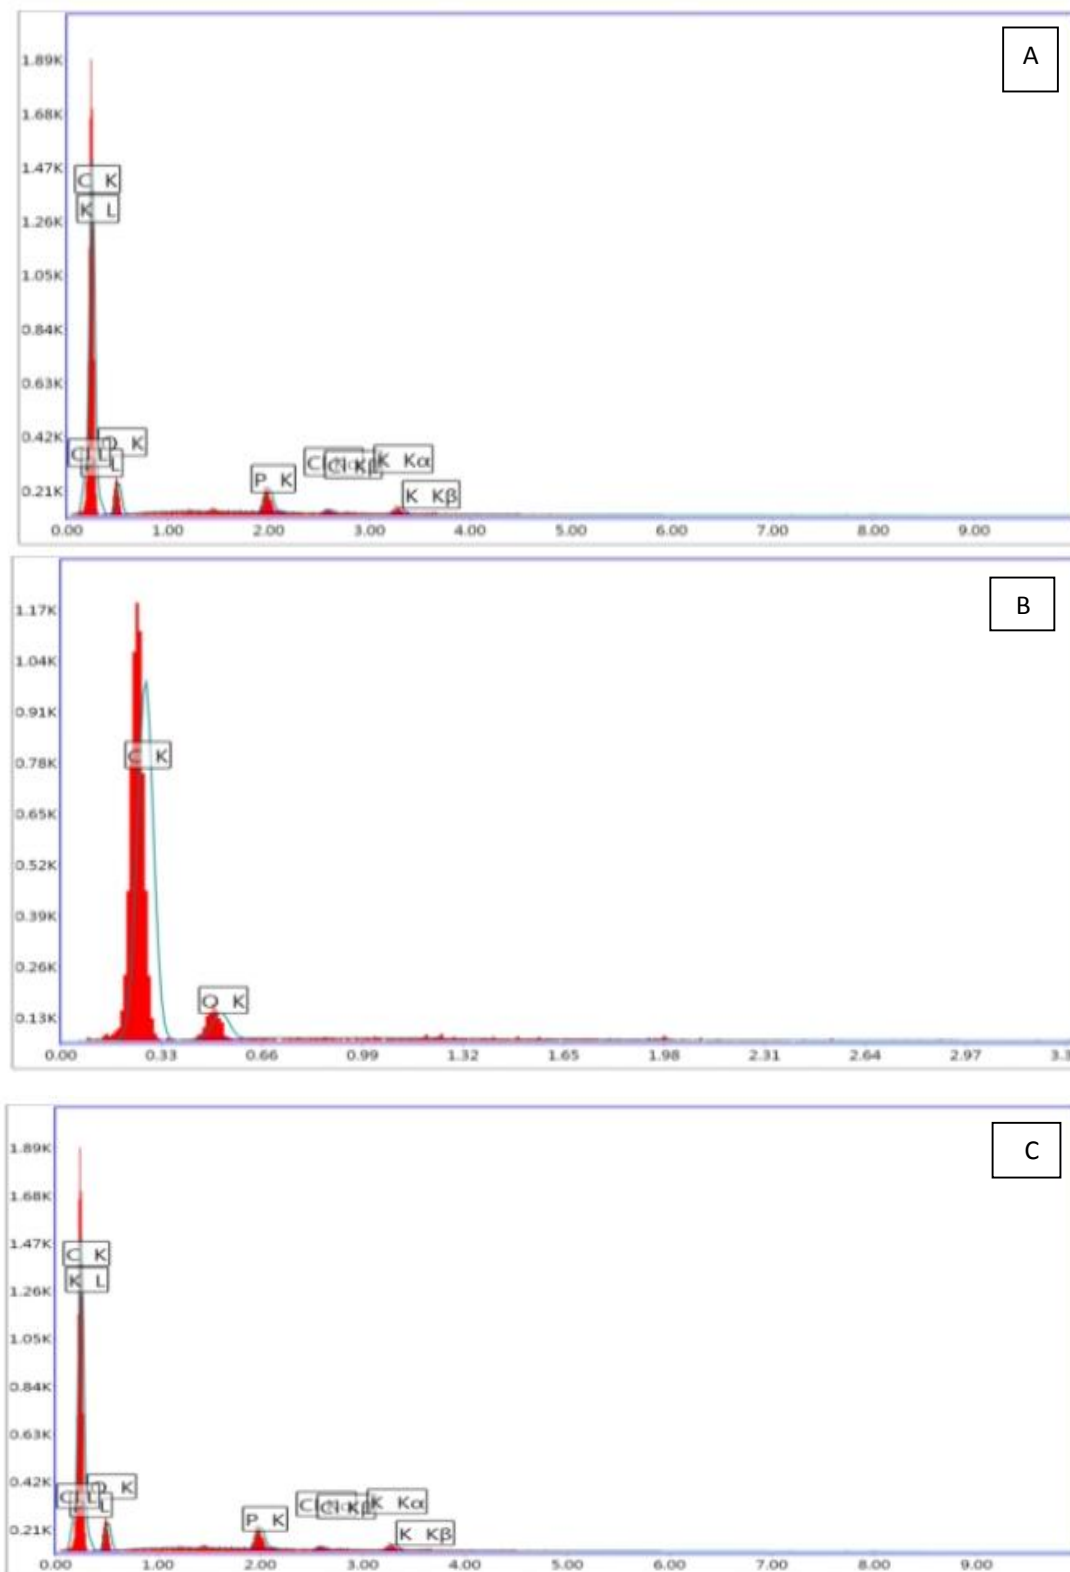 A
1.89K
1.68K
C K
1.47K
K L
1.26K
1.05K
0.84K
0.63K
0.42K
O K
L
P K
K Kα
0.21K
K Kβ
0.00 1.00 2.00 3.00 4.00 5.00 6.00 7.00 8.00 9.00
B
1.17K
1.04K
0.91K
0.78K
C K
0.65K
0.52K
0.39K
0.26K
O K
0.13K
0.00 0.33 0.66 0.99 1.32 1.65 1.98 2.31 2.64 2.97
C
1.89K
1.68K
1.47K
C K
K L
1.26K
1.05K
0.84K
0.63K
0.42K
O K
L
P K
K Kα
0.21K
K Kβ
0.00 1.00 2.00 3.00 4.00 5.00 6.00 7.00 8.00 9.00